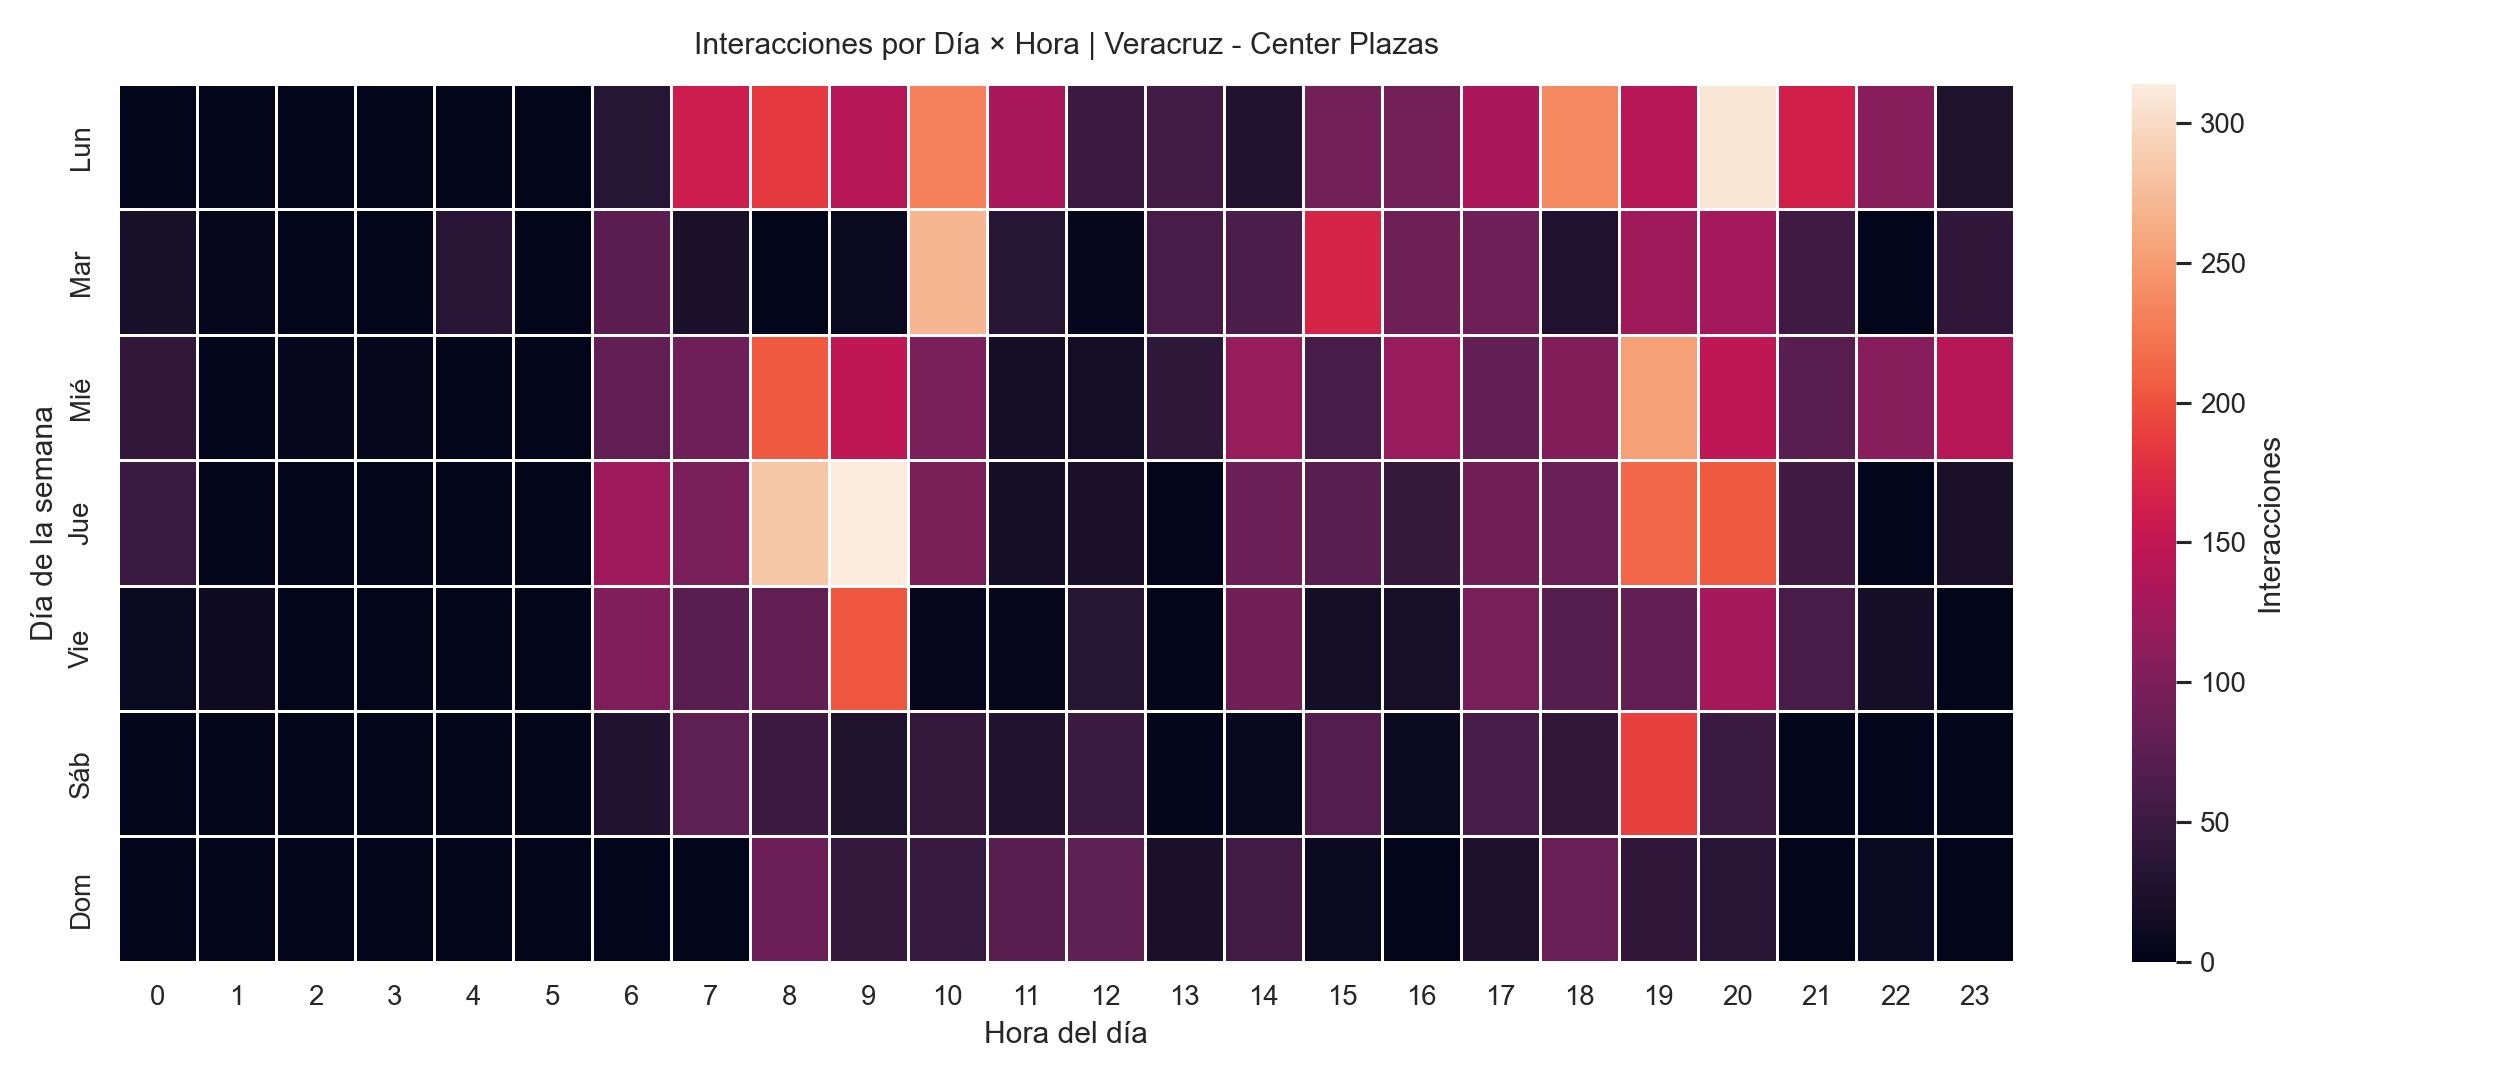 Interacciones por Día × Hora | Veracruz - Center Plazas
Día de la semana
Lun
Mar
Mié
Jue
Vie
Sáb
Dom
0 1 2 3 4 5 6 7 8 9 10 11 12 13 14 15 16 17 18 19 20 21 22 23
Hora del día
300
250
200
150
100
50
0
Interacciones